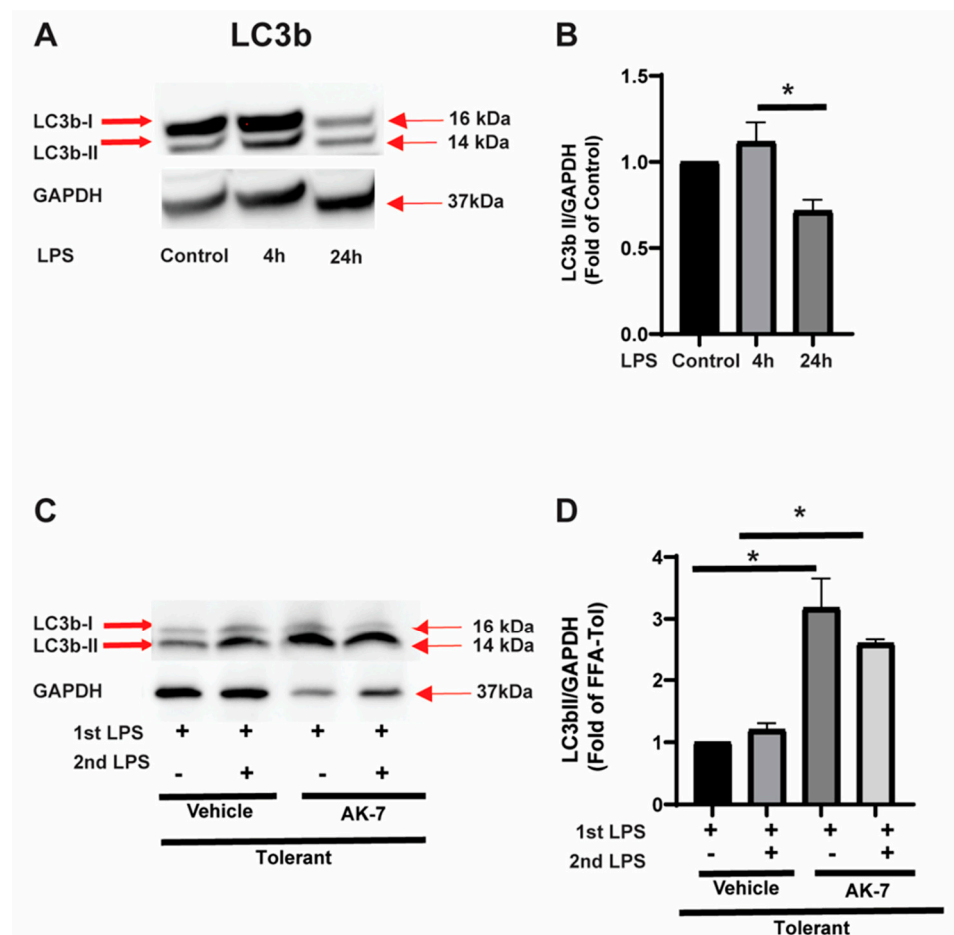 A
LC3b
LC3b-I
LC3b-II
16 kDa
14 kDa
GAPDH
37kDa
LPS Control 4h 24h
B
LC3b II/GAPDH
(Fold of Control)
1.5
1.0
0.5
0.0
*
LPS Control 4h 24h
C
LC3b-I
LC3b-II
16 kDa
14 kDa
GAPDH
37kDa
1st LPS + + + +
2nd LPS - + - +
Vehicle AK-7
Tolerant
D
LC3bII/GAPDH
(Fold of FFA-Tol)
4
3
2
1
0
*
*
1st LPS + + + +
2nd LPS - + - +
Vehicle AK-7
Tolerant